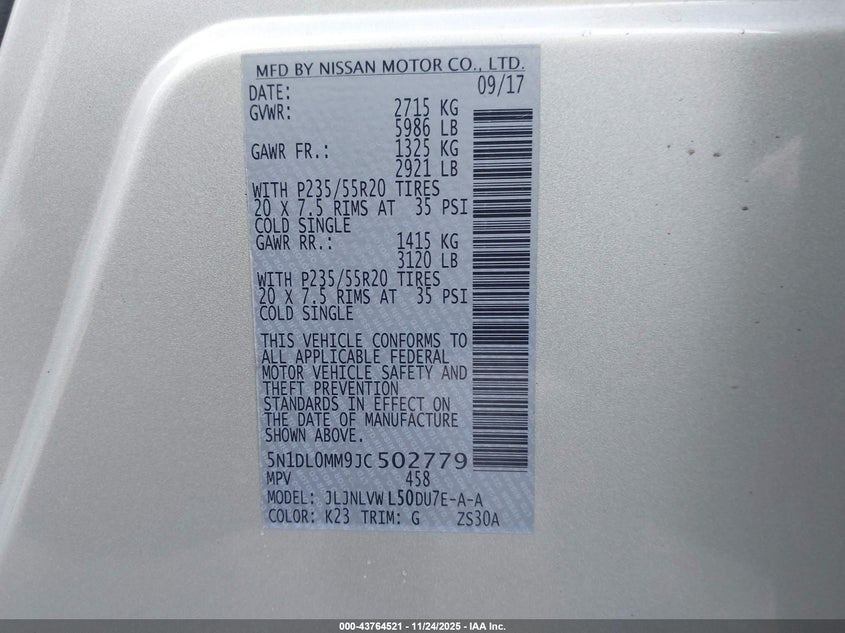 MFD BY NISSAN MOTOR CO., LTD.
DATE: 09/17
GVWR: 2715 KG
5986 LB
GAWR FR.: 1325 KG
2921 LB
WITH P235/55R20 TIRES
20 X 7.5 RIMS AT 35 PSI
COLD SINGLE
GAWR RR.: 1415 KG
3120 LB
WITH P235/55R20 TIRES
20 X 7.5 RIMS AT 35 PSI
COLD SINGLE
THIS VEHICLE CONFORMS TO
ALL APPLICABLE FEDERAL
MOTOR VEHICLE SAFETY AND
THEFT PREVENTION
STANDARDS IN EFFECT ON
THE DATE OF MANUFACTURE
SHOWN ABOVE.
5N1DL0MM9JC502779
MPV 458
MODEL: JLJNLVWL50DU7E-A-A
COLOR: K23 TRIM: G ZS30A
000-43764521 - 11/24/2025 - IAA Inc.